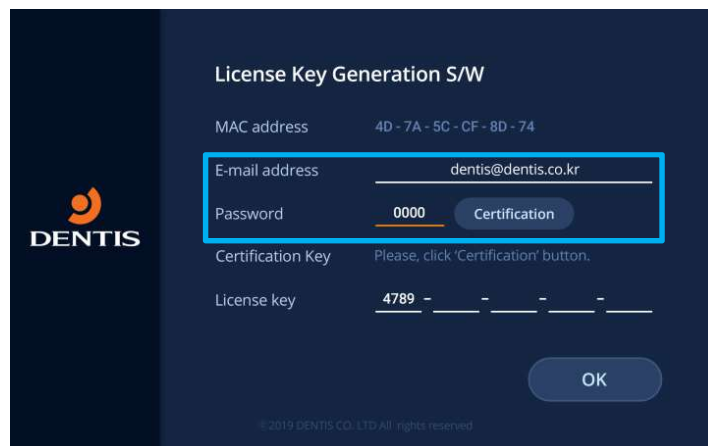 License Key Generation S/W
MAC address 4D - 7A - 5C - CF - 8D - 74
E-mail address dentis@dentis.co.kr
Password 0000 Certification
DENTIS
Certification Key Please, click 'Certification' button.
License key 4789 – – – –
OK
©2019 DENTIS CO. LTD All rights reserved